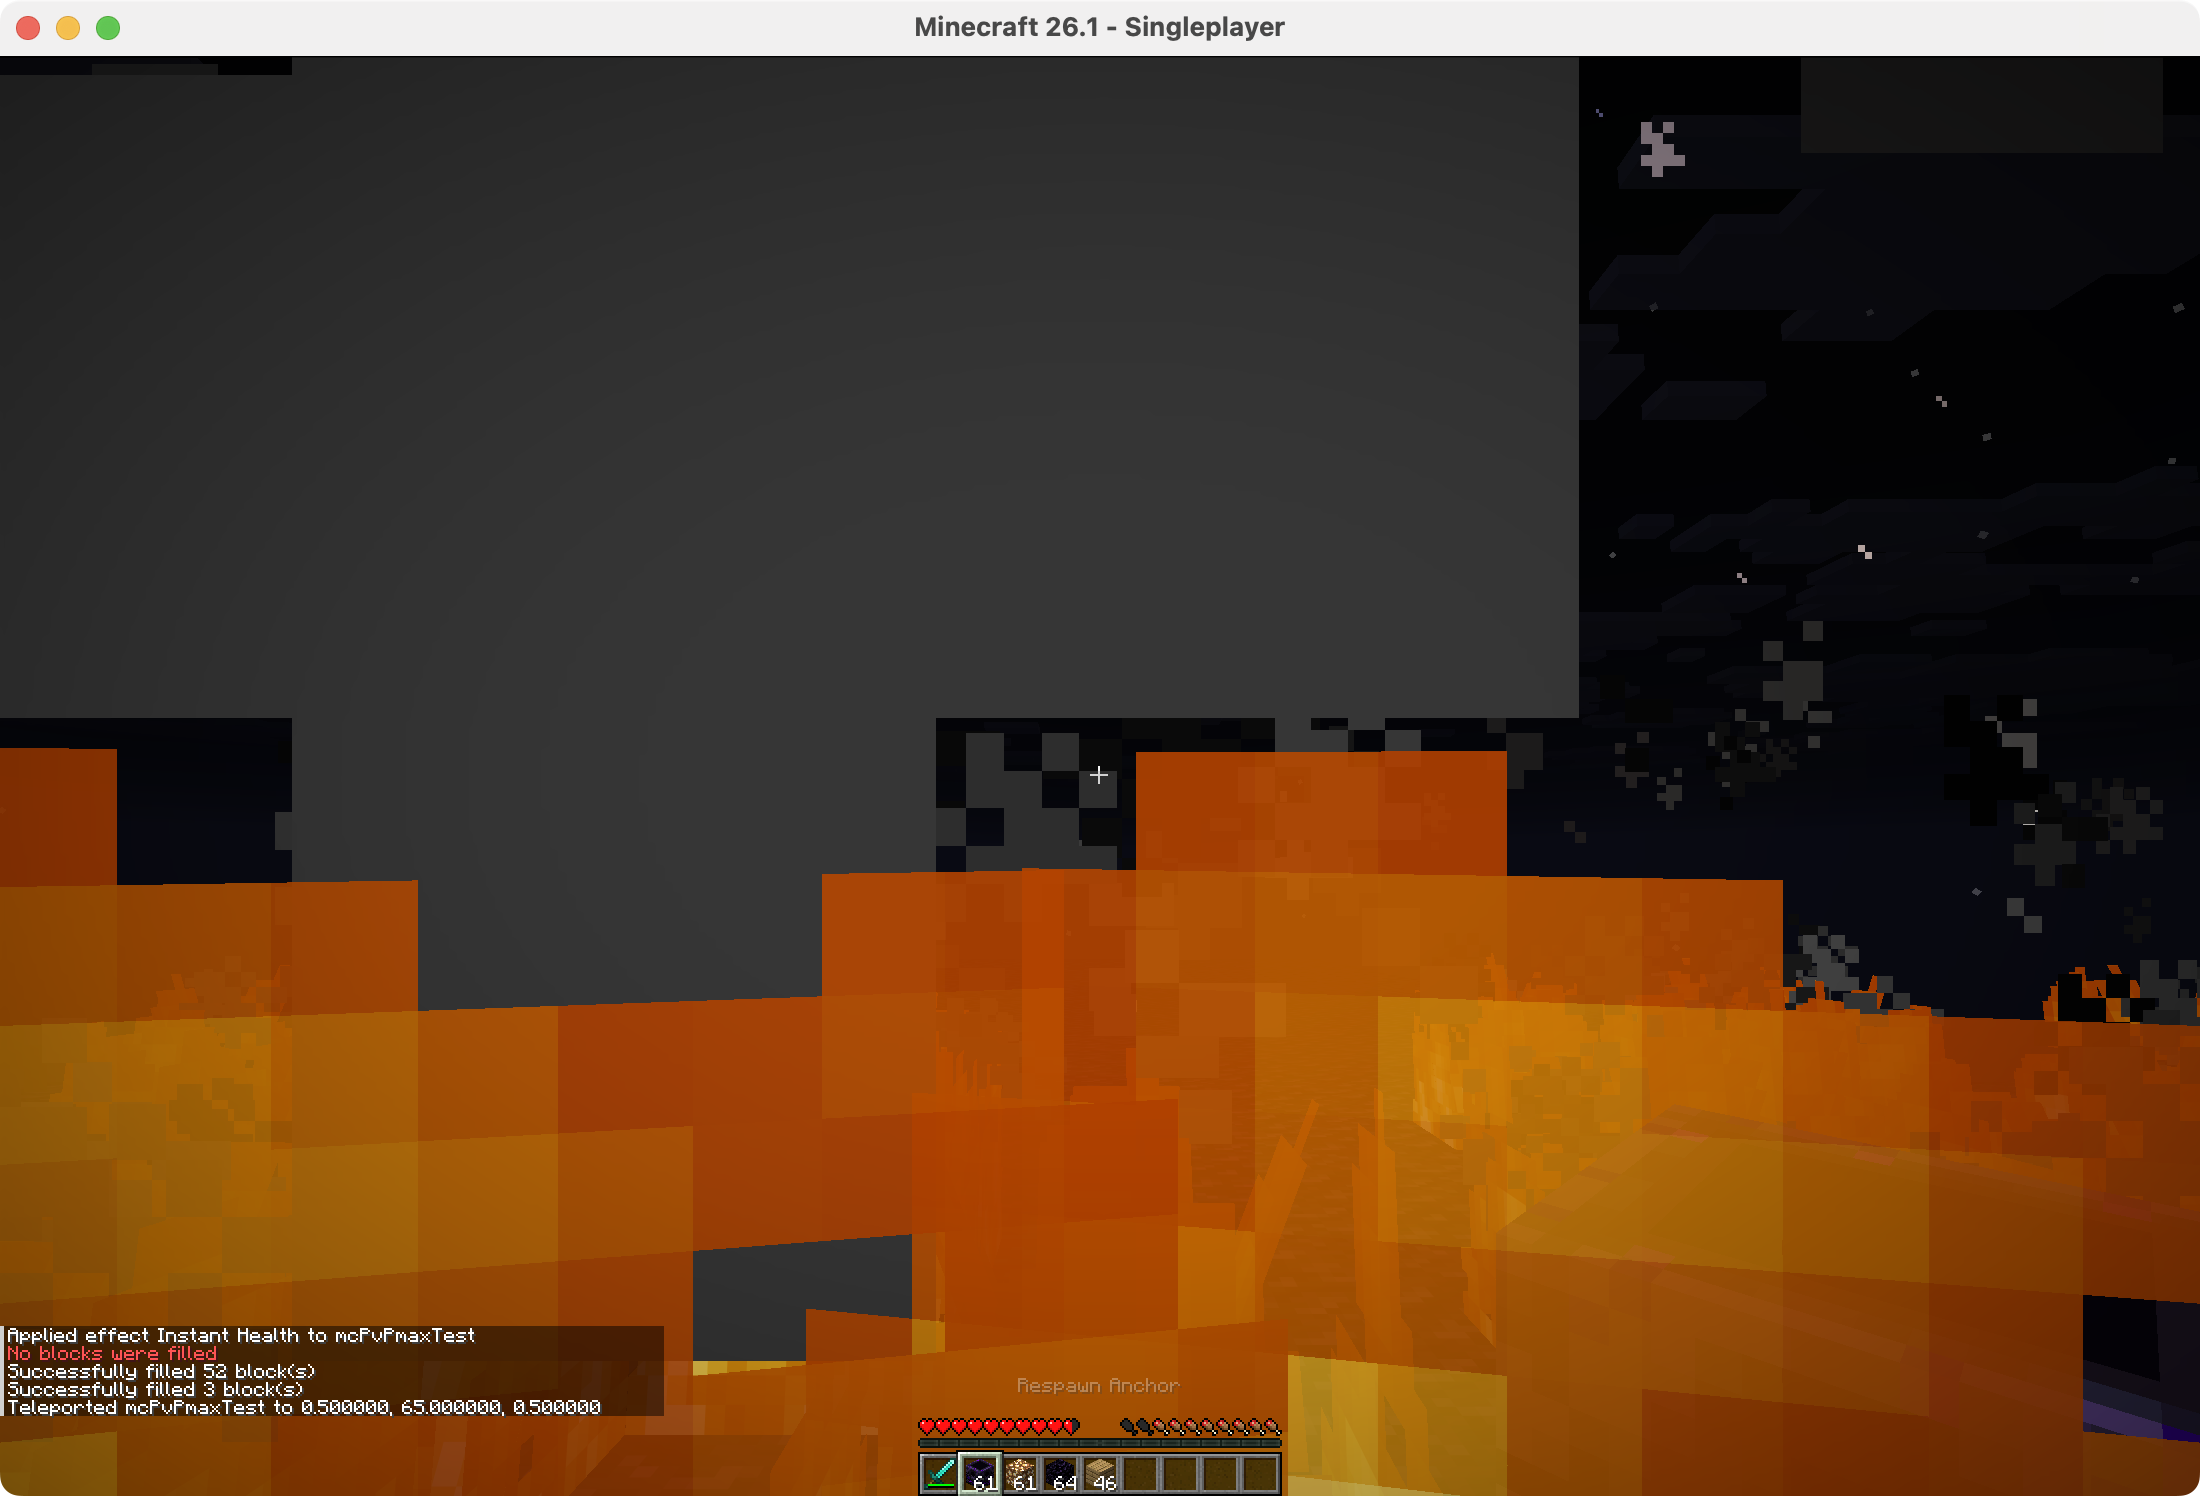 Minecraft 26.1 - Singleplayer
Applied effect Instant Health to mcPvPmaxTest
No blocks were filled
Successfully filled 52 block(s)
Successfully filled 3 block(s)
Teleported mcPvPmaxTest to 0.500000, 65.000000, 0.500000
Respawn Anchor
61 61 64 46